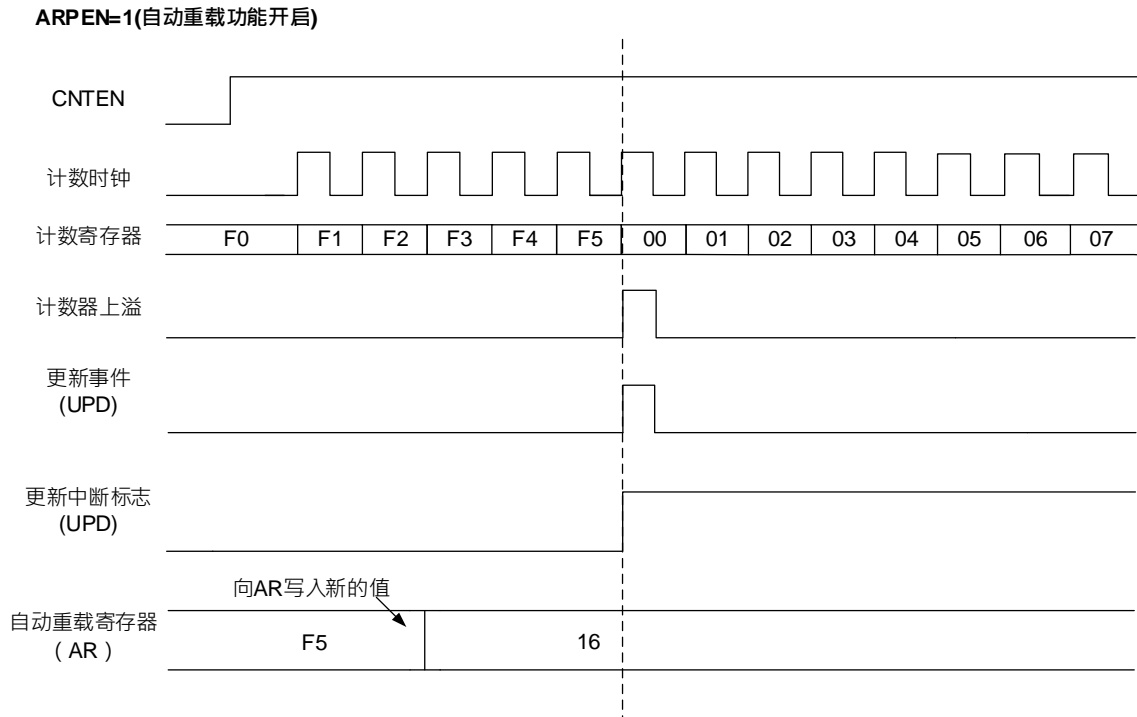 ARPEN=1(自动重载功能开启)
CNTEN
计数时钟
计数寄存器 F0 F1 F2 F3 F4 F5 00 01 02 03 04 05 06 07
计数器上溢
更新事件
(UPD)
更新中断标志
(UPD)
向AR写入新的值
自动重载寄存器
( AR )
F5 16